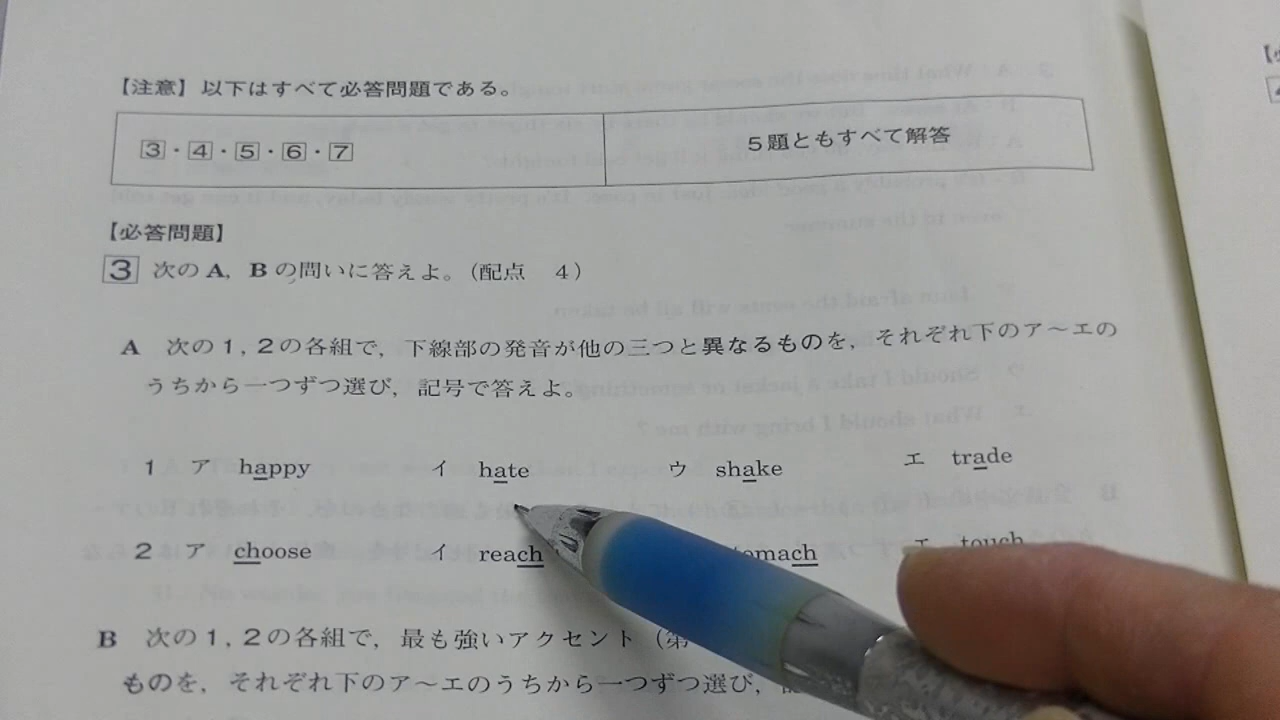 【注意】以下はすべて必答問題である。
3・4・5・6・7 5題ともすべて解答
【必答問題】
3 次のA，Bの問いに答えよ。（配点 4）
A 次の1，2の各組で，下線部の発音が他の三つと異なるものを，それぞれ下のア～エの
うちから一つずつ選び，記号で答えよ。
1 ア happy イ hate ウ shake エ trade
2 ア choose イ reach stomach エ touch
B 次の1，2の各組で，最も強いアクセント（第
ものを，それぞれ下のア～エのうちから一つずつ選び，